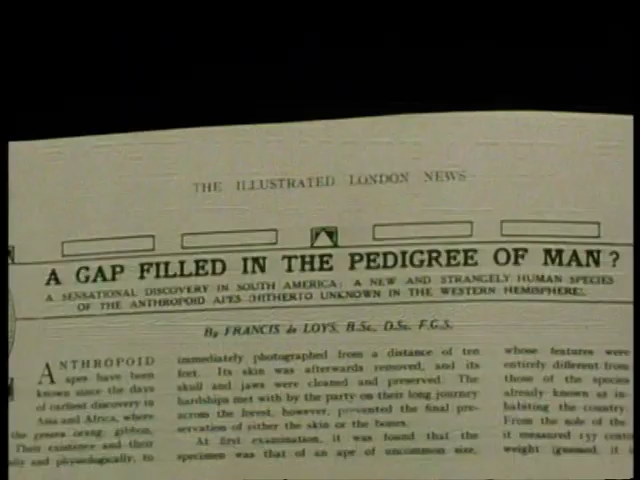 THE ILLUSTRATED LONDON NEWS
A GAP FILLED IN THE PEDIGREE OF MAN?
A SENSATIONAL DISCOVERY IN SOUTH AMERICA: A NEW AND STRANGELY HUMAN SPECIES
OF THE ANTHROPOID APES HITHERTO UNKNOWN IN THE WESTERN HEMISPHERE.
By FRANCIS de LOYS, B.Sc., D.Sc., F.G.S.
ANTHROPOID
apes have been
known since the days
of earliest discovery in
Asia and Africa, where
the genera orang, gibbon,
Their existence and their
and physiologically, to
immediately photographed from a distance of ten
feet. Its skin was afterwards removed, and its
skull and jaws were cleaned and preserved. The
hardships met with by the party on their long journey
across the forest, however, prevented the final pre-
servation of either the skin or the bones.
At first examination, it was found that the
specimen was that of an ape of uncommon size,
whose features were
entirely different from
those of the species
already known as in-
habiting the country.
From the sole of the
it measured 157 centi
weight (guessed, it i